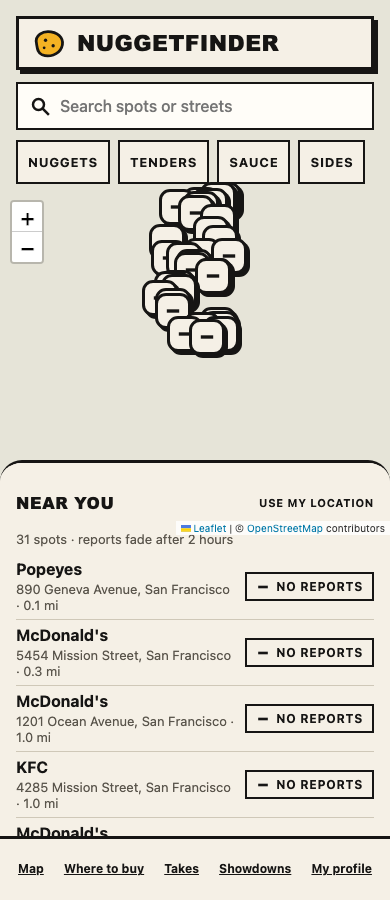 NUGGETFINDER
Search spots or streets
NUGGETS
TENDERS
SAUCE
SIDES
+
−
NEAR YOU
USE MY LOCATION
Leaflet | © OpenStreetMap contributors
31 spots · reports fade after 2 hours
Popeyes
890 Geneva Avenue, San Francisco
· 0.1 mi
– NO REPORTS
McDonald's
5454 Mission Street, San Francisco
· 0.3 mi
– NO REPORTS
McDonald's
1201 Ocean Avenue, San Francisco ·
1.0 mi
– NO REPORTS
KFC
4285 Mission Street, San Francisco
· 1.0 mi
– NO REPORTS
McDonald's
Map
Where to buy
Takes
Showdowns
My profile